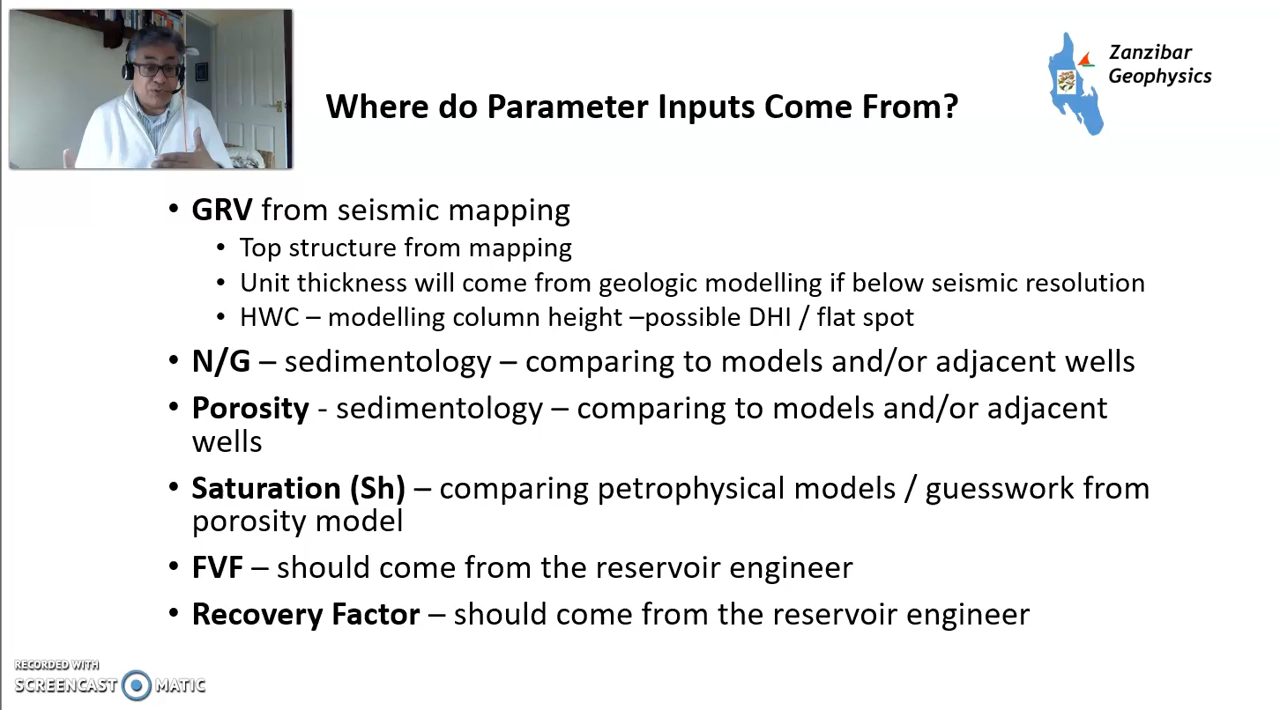 Zanzibar
Geophysics
Where do Parameter Inputs Come From?
• GRV from seismic mapping
• Top structure from mapping
• Unit thickness will come from geologic modelling if below seismic resolution
• HWC – modelling column height –possible DHI / flat spot
• N/G – sedimentology – comparing to models and/or adjacent wells
• Porosity - sedimentology – comparing to models and/or adjacent
wells
• Saturation (Sh) – comparing petrophysical models / guesswork from
porosity model
• FVF – should come from the reservoir engineer
• Recovery Factor – should come from the reservoir engineer
RECORDED WITH
SCREENCAST MATIC